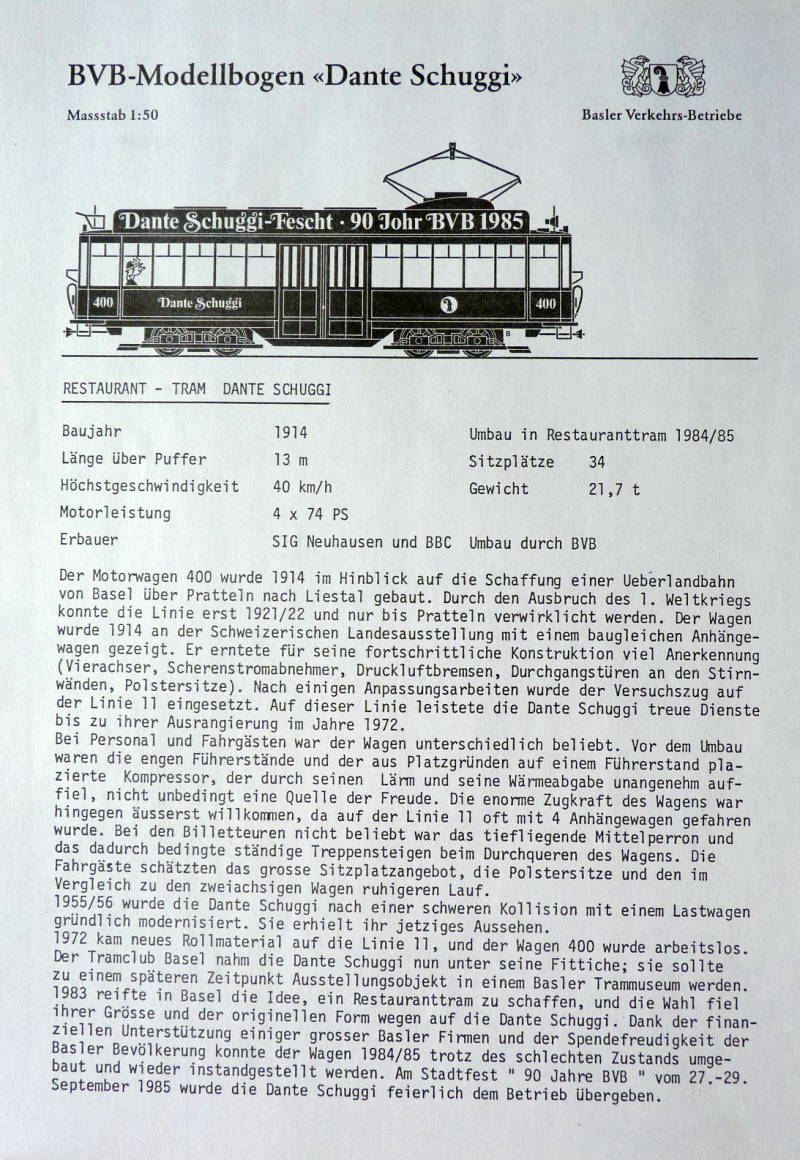 BVB-Modellbogen «Dante Schuggi»
Massstab 1:50
Basler Verkehrs-Betriebe
Dante Schuggi-Fescht · 90 Johr BVB 1985
400 Dante Schuggi 400
B
RESTAURANT - TRAM DANTE SCHUGGI
Baujahr 1914 Umbau in Restauranttram 1984/85
Länge über Puffer 13 m Sitzplätze 34
Höchstgeschwindigkeit 40 km/h Gewicht 21,7 t
Motorleistung 4 x 74 PS
Erbauer SIG Neuhausen und BBC Umbau durch BVB
Der Motorwagen 400 wurde 1914 im Hinblick auf die Schaffung einer Ueberlandbahn
von Basel über Pratteln nach Liestal gebaut. Durch den Ausbruch des 1. Weltkriegs
konnte die Linie erst 1921/22 und nur bis Pratteln verwirklicht werden. Der Wagen
wurde 1914 an der Schweizerischen Landesausstellung mit einem baugleichen Anhänge-
wagen gezeigt. Er erntete für seine fortschrittliche Konstruktion viel Anerkennung
(Vierachser, Scherenstromabnehmer, Druckluftbremsen, Durchgangstüren an den Stirn-
wänden, Polstersitze). Nach einigen Anpassungsarbeiten wurde der Versuchszug auf
der Linie 11 eingesetzt. Auf dieser Linie leistete die Dante Schuggi treue Dienste
bis zu ihrer Ausrangierung im Jahre 1972.
Bei Personal und Fahrgästen war der Wagen unterschiedlich beliebt. Vor dem Umbau
waren die engen Führerstände und der aus Platzgründen auf einem Führerstand pla-
zierte Kompressor, der durch seinen Lärm und seine Wärmeabgabe unangenehm auf-
fiel, nicht unbedingt eine Quelle der Freude. Die enorme Zugkraft des Wagens war
hingegen äusserst willkommen, da auf der Linie 11 oft mit 4 Anhängewagen gefahren
wurde. Bei den Billetteuren nicht beliebt war das tiefliegende Mittelperron und
das dadurch bedingte ständige Treppensteigen beim Durchqueren des Wagens. Die
Fahrgäste schätzten das grosse Sitzplatzangebot, die Polstersitze und den im
Vergleich zu den zweiachsigen Wagen ruhigeren Lauf.
1955/56 wurde die Dante Schuggi nach einer schweren Kollision mit einem Lastwagen
gründlich modernisiert. Sie erhielt ihr jetziges Aussehen.
1972 kam neues Rollmaterial auf die Linie 11, und der Wagen 400 wurde arbeitslos.
Der Tramclub Basel nahm die Dante Schuggi nun unter seine Fittiche; sie sollte
zu einem späteren Zeitpunkt Ausstellungsobjekt in einem Basler Trammuseum werden.
1983 reifte in Basel die Idee, ein Restauranttram zu schaffen, und die Wahl fiel
ihrer Grösse und der originellen Form wegen auf die Dante Schuggi. Dank der finan-
ziellen Unterstützung einiger grosser Basler Firmen und der Spendefreudigkeit der
Basler Bevölkerung konnte der Wagen 1984/85 trotz des schlechten Zustands umge-
baut und wieder instandgestellt werden. Am Stadtfest " 90 Jahre BVB " vom 27.-29.
September 1985 wurde die Dante Schuggi feierlich dem Betrieb übergeben.